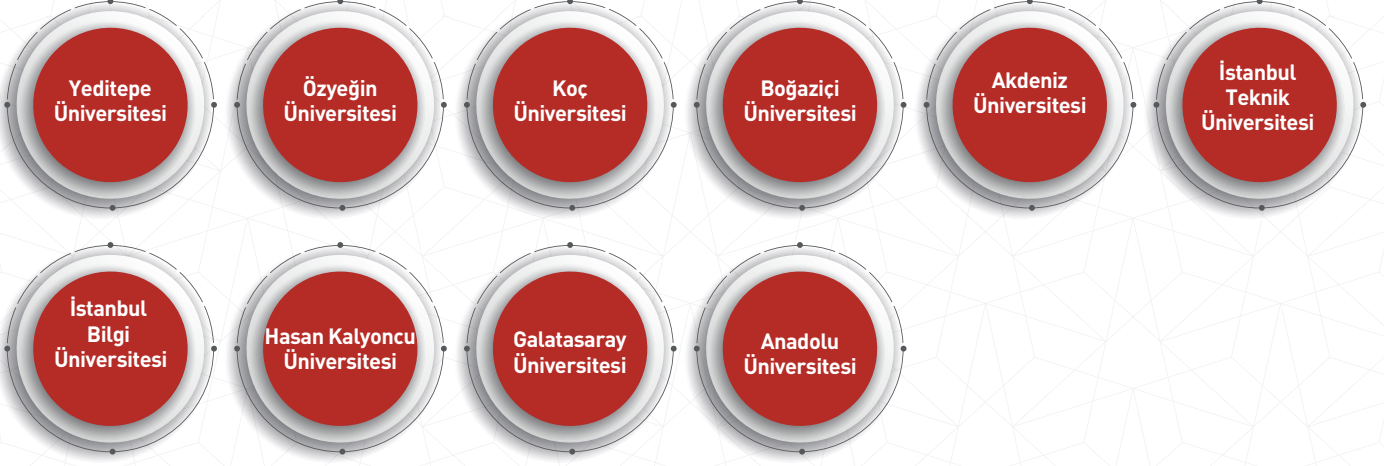 Yeditepe
Üniversitesi
Özyeğin
Üniversitesi
Koç
Üniversitesi
Boğaziçi
Üniversitesi
Akdeniz
Üniversitesi
İstanbul
Teknik
Üniversitesi
İstanbul
Bilgi
Üniversitesi
Hasan Kalyoncu
Üniversitesi
Galatasaray
Üniversitesi
Anadolu
Üniversitesi